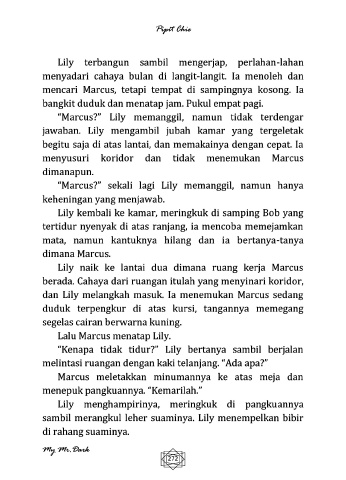 Pipit Chie
Lily terbangun sambil mengerjap, perlahan-lahan
menyadari cahaya bulan di langit-langit. Ia menoleh dan
mencari Marcus, tetapi tempat di sampingnya kosong. Ia
bangkit duduk dan menatap jam. Pukul empat pagi.
“Marcus?” Lily memanggil, namun tidak terdengar
jawaban. Lily mengambil jubah kamar yang tergeletak
begitu saja di atas lantai, dan memakainya dengan cepat. Ia
menyusuri koridor dan tidak menemukan Marcus
dimanapun.
“Marcus?” sekali lagi Lily memanggil, namun hanya
keheningan yang menjawab.
Lily kembali ke kamar, meringkuk di samping Bob yang
tertidur nyenyak di atas ranjang, ia mencoba memejamkan
mata, namun kantuknya hilang dan ia bertanya-tanya
dimana Marcus.
Lily naik ke lantai dua dimana ruang kerja Marcus
berada. Cahaya dari ruangan itulah yang menyinari koridor,
dan Lily melangkah masuk. Ia menemukan Marcus sedang
duduk terpengkur di atas kursi, tangannya memegang
segelas cairan berwarna kuning.
Lalu Marcus menatap Lily.
“Kenapa tidak tidur?” Lily bertanya sambil berjalan
melintasi ruangan dengan kaki telanjang. “Ada apa?”
Marcus meletakkan minumannya ke atas meja dan
menepuk pangkuannya. “Kemarilah.”
Lily menghampirinya, meringkuk di pangkuannya
sambil merangkul leher suaminya. Lily menempelkan bibir
di rahang suaminya.
My Mr.Dark
272